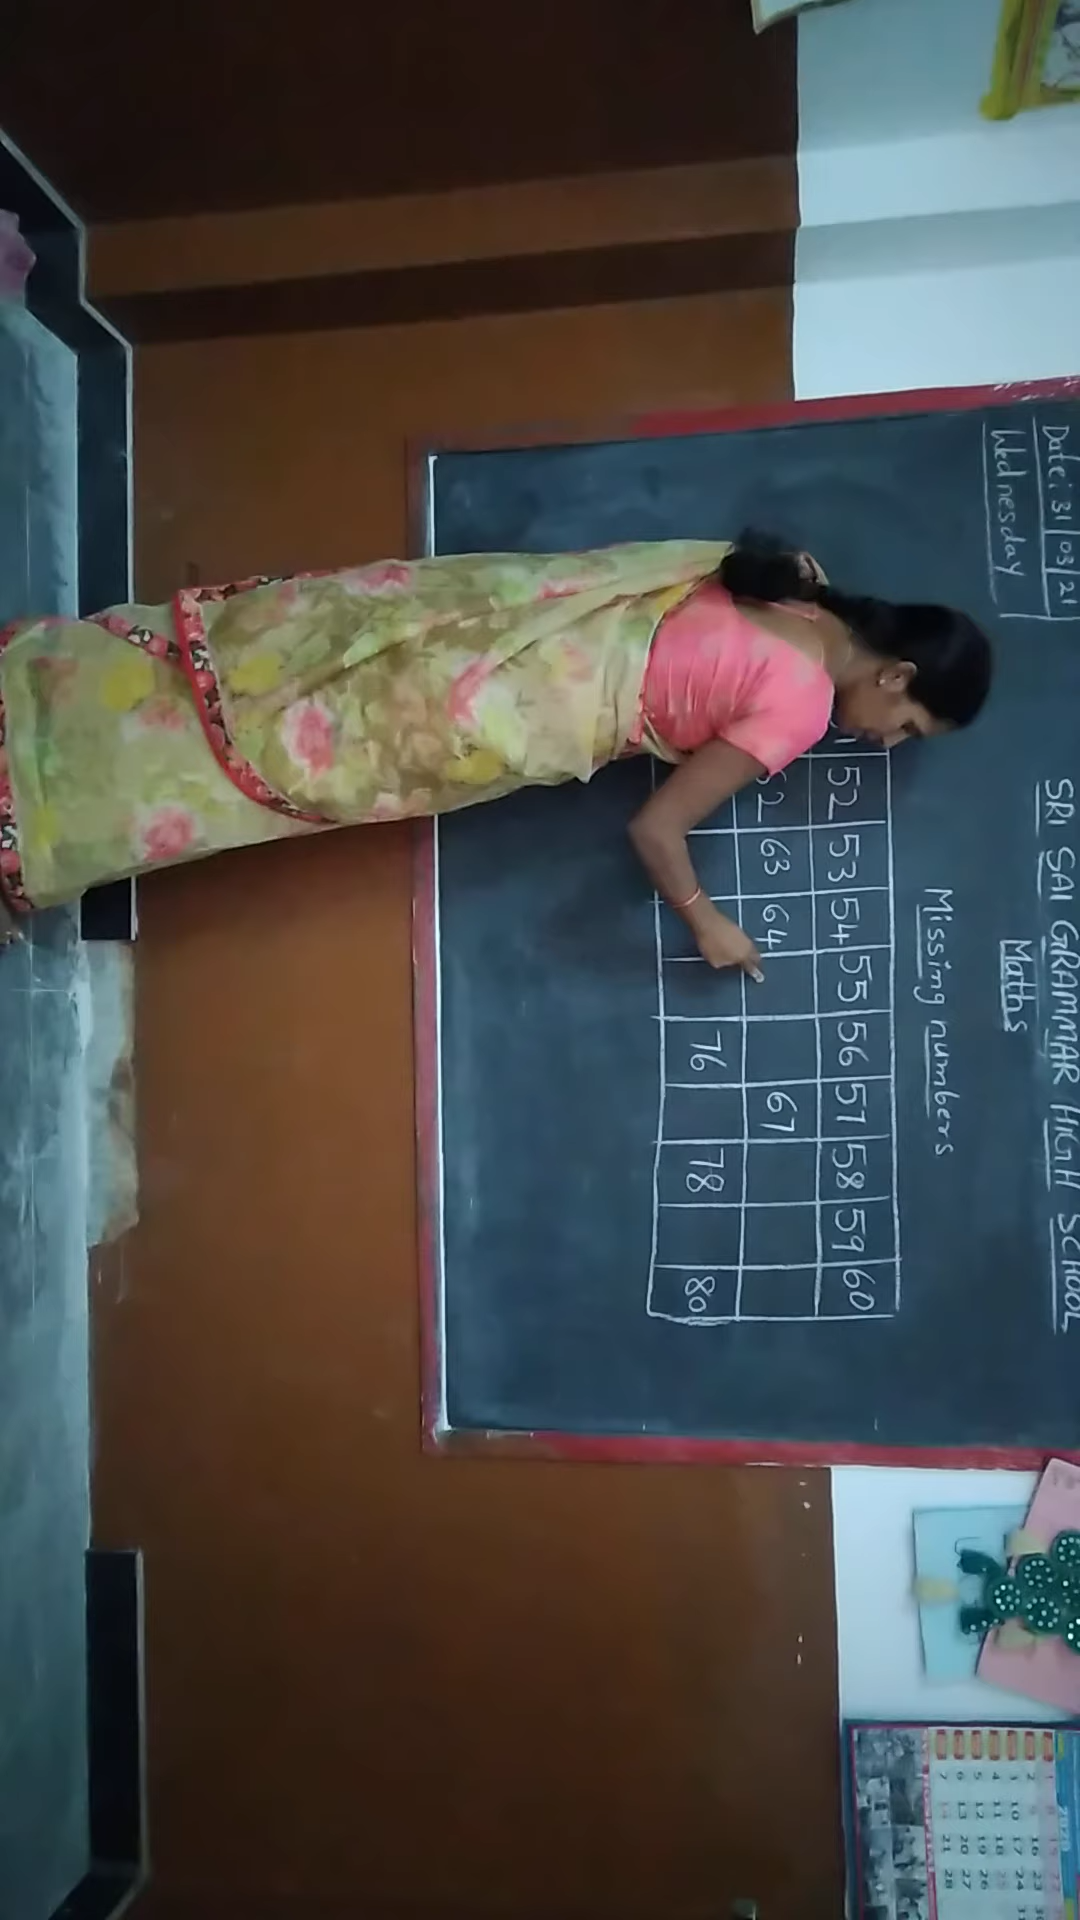 SRI SAI GRAMMAR HIGH SCHOOL
Date: 31/03/21
Wednesday
Maths
Missing numbers
52 53 54 55 56 57 58 59 60
62 63 64 67
76 78 80